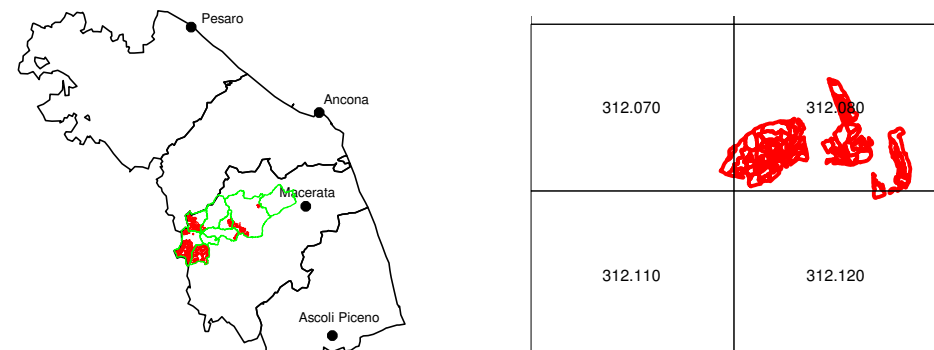 Pesaro
Ancona
Macerata
Ascoli Piceno
312.070
312.080
312.110
312.120